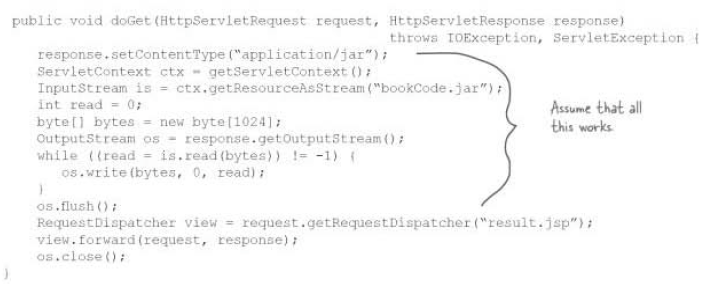 public void doGet(HttpServletRequest request, HttpServletResponse response)
throws IOException, ServletException {
response.setContentType("application/jar");
ServletContext ctx = getServletContext();
InputStream is = ctx.getResourceAsStream("bookCode.jar");
int read = 0;
byte[] bytes = new byte[1024];
OutputStream os = response.getOutputStream();
while ((read = is.read(bytes)) != -1) {
os.write(bytes, 0, read);
}
os.flush();
RequestDispatcher view = request.getRequestDispatcher("result.jsp");
view.forward(request, response);
os.close();
}
Assume that all
this works.